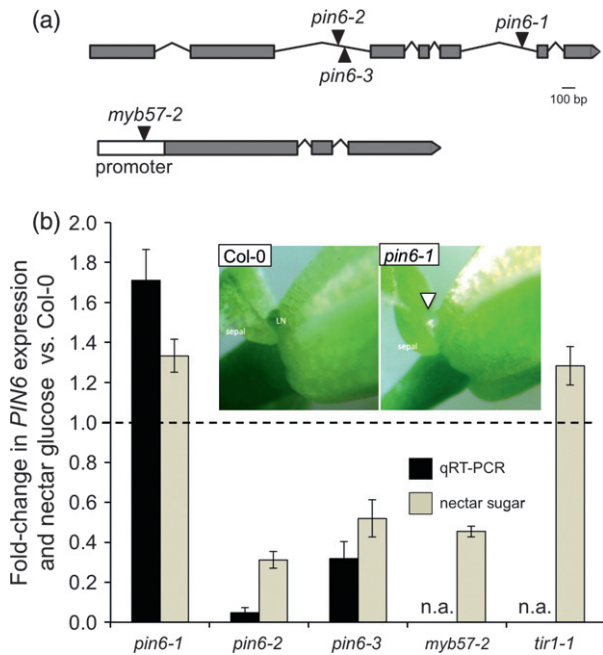 (a)
pin6-2
pin6-1
pin6-3
100 bp
myb57-2
promoter
(b)
Fold-change in PIN6 expression
and nectar glucose vs. Col-0
2.0
1.8
1.6
1.4
1.2
1.0
0.8
0.6
0.4
0.2
0.0
Col-0
LN
sepal
pin6-1
sepal
qRT-PCR
nectar sugar
n.a.
n.a.
pin6-1
pin6-2
pin6-3
myb57-2
tir1-1